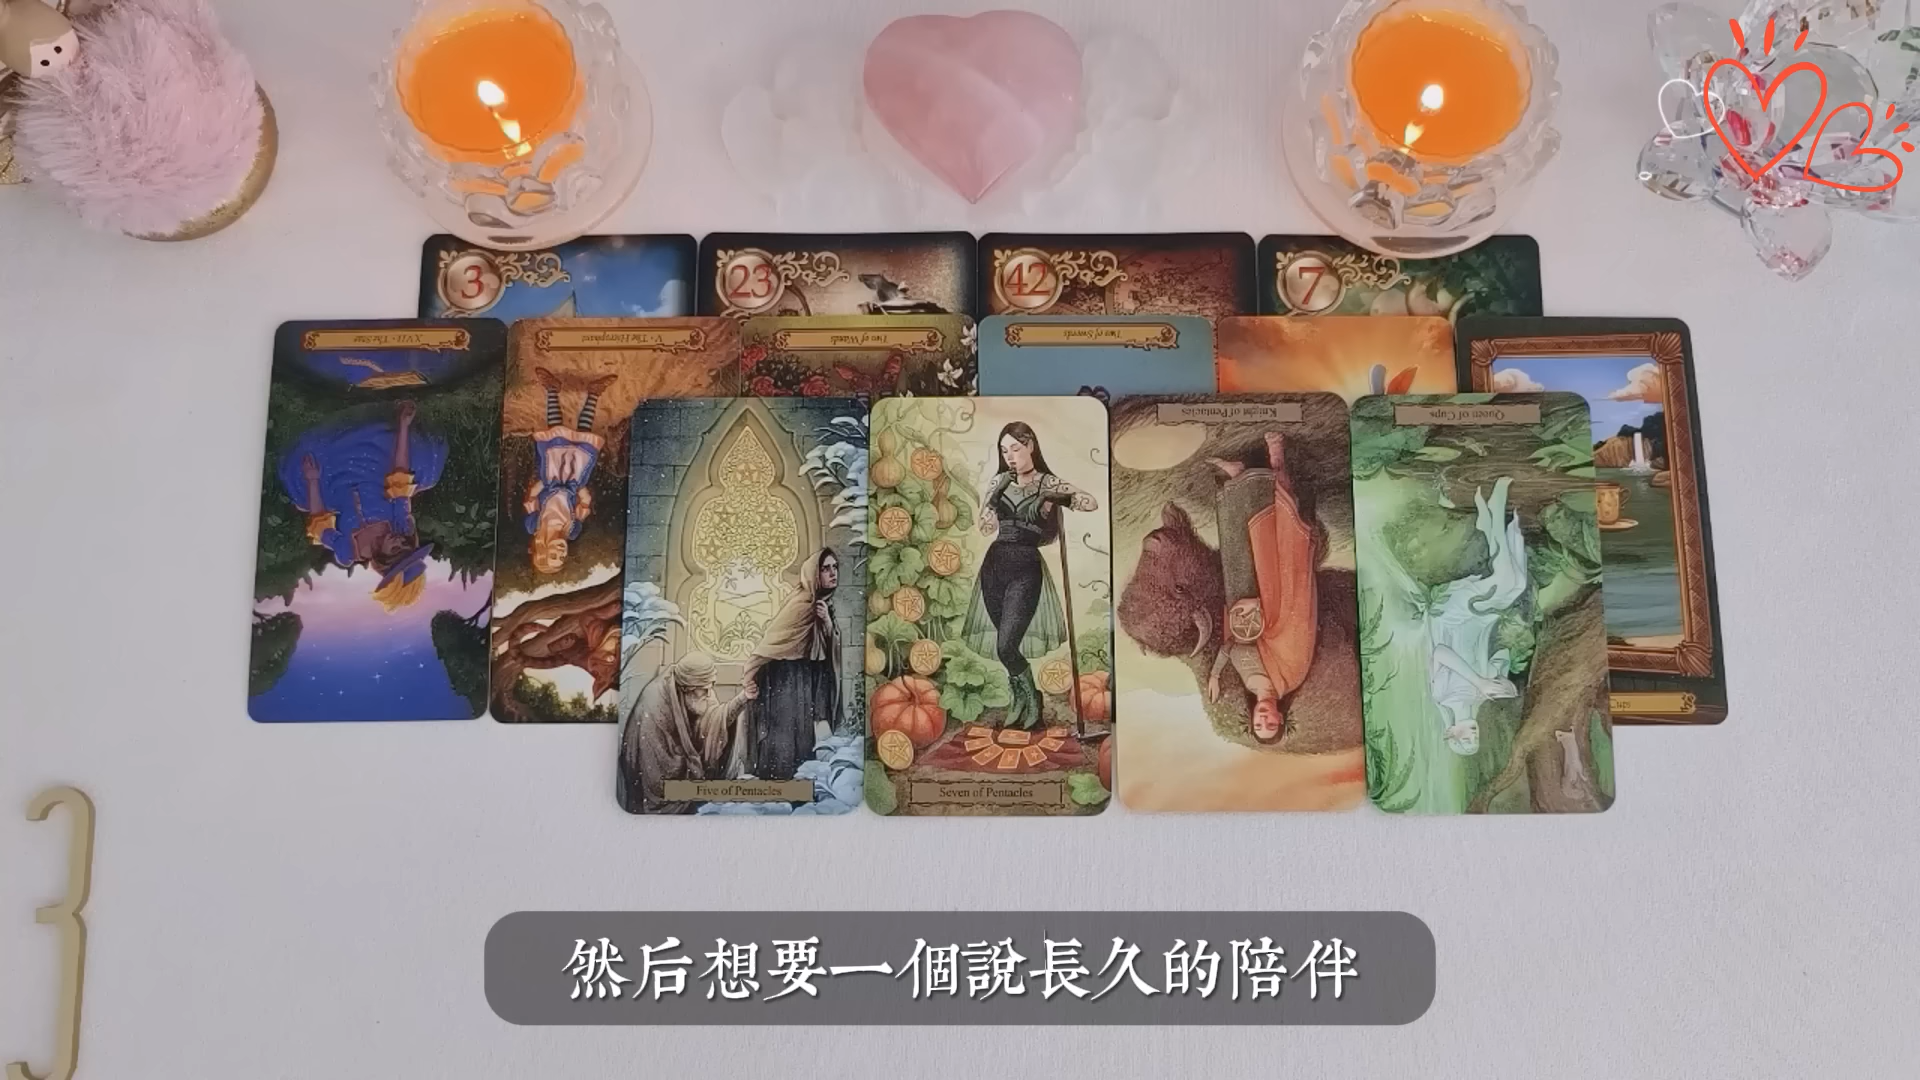 3
23
42
7
XVII · The Star
V · The Hierophant
Two of Wands
Two of Swords
Knight of Pentacles
Queen of Cups
Five of Pentacles
Seven of Pentacles
3
然后想要一個說長久的陪伴